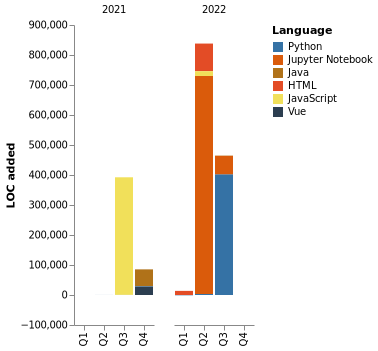 2021
2022
900,000
800,000
700,000
600,000
500,000
400,000
300,000
200,000
100,000
0
−100,000
LOC added
Q1
Q2
Q3
Q4
Q1
Q2
Q3
Q4
Language
Python
Jupyter Notebook
Java
HTML
JavaScript
Vue